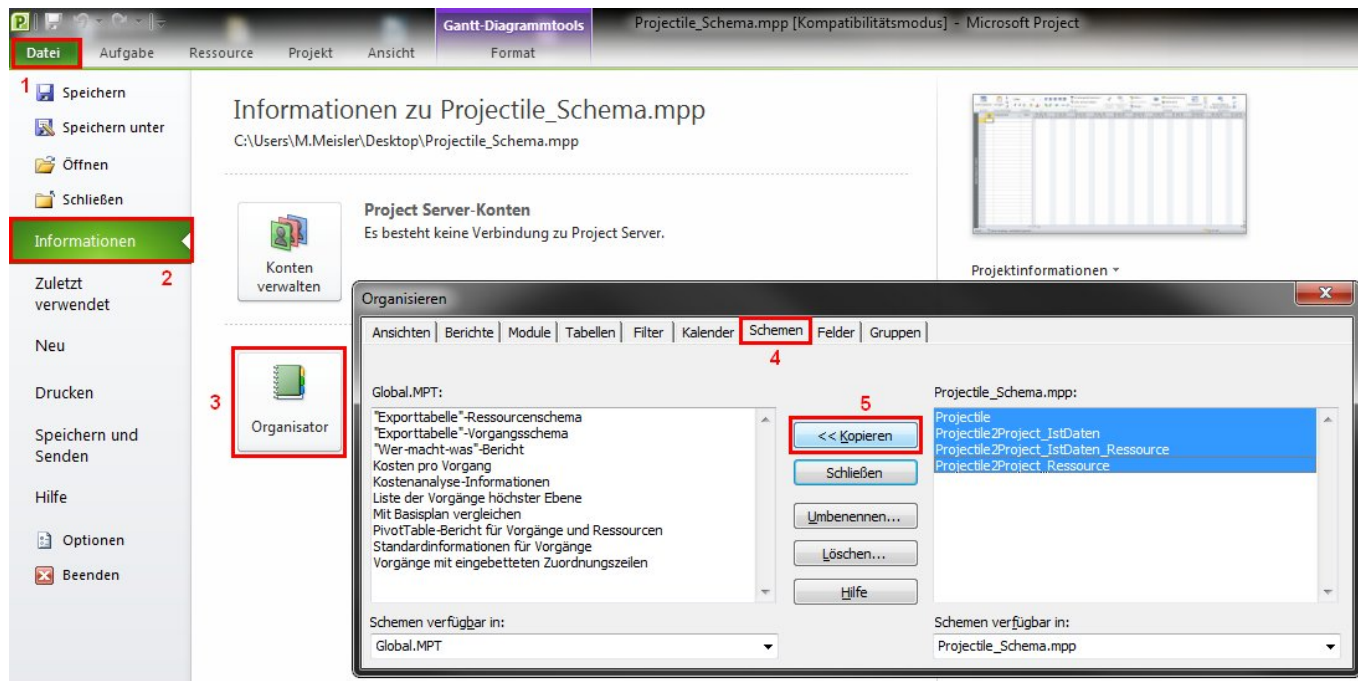 Projectile_Schema.mpp [Kompatibilitätsmodus] - Microsoft Project
Gantt-Diagrammtools
Datei Aufgabe Ressource Projekt Ansicht Format
1
Speichern
Speichern unter
Öffnen
Schließen
Informationen
2
Zuletzt
verwendet
Neu
Drucken
Speichern und
Senden
Hilfe
Optionen
Beenden
Informationen zu Projectile_Schema.mpp
C:\Users\M.Meisler\Desktop\Projectile_Schema.mpp
Konten
verwalten
Project Server-Konten
Es besteht keine Verbindung zu Project Server.
3
Organisator
Projektinformationen
Organisieren
Ansichten Berichte Module Tabellen Filter Kalender Schemen Felder Gruppen
4
Global.MPT:
"Exporttabelle"-Ressourcenschema
"Exporttabelle"-Vorgangsschema
"Wer-macht-was"-Bericht
Kosten pro Vorgang
Kostenanalyse-Informationen
Liste der Vorgänge höchster Ebene
Mit Basisplan vergleichen
PivotTable-Bericht für Vorgänge und Ressourcen
Standardinformationen für Vorgänge
Vorgänge mit eingebetteten Zuordnungszeilen
5
<< Kopieren
Schließen
Umbenennen...
Löschen...
Hilfe
Projectile_Schema.mpp:
Projectile
Projectile2Project_IstDaten
Projectile2Project_IstDaten_Ressource
Projectile2Project_Ressource
Schemen verfügbar in:
Global.MPT
Schemen verfügbar in:
Projectile_Schema.mpp